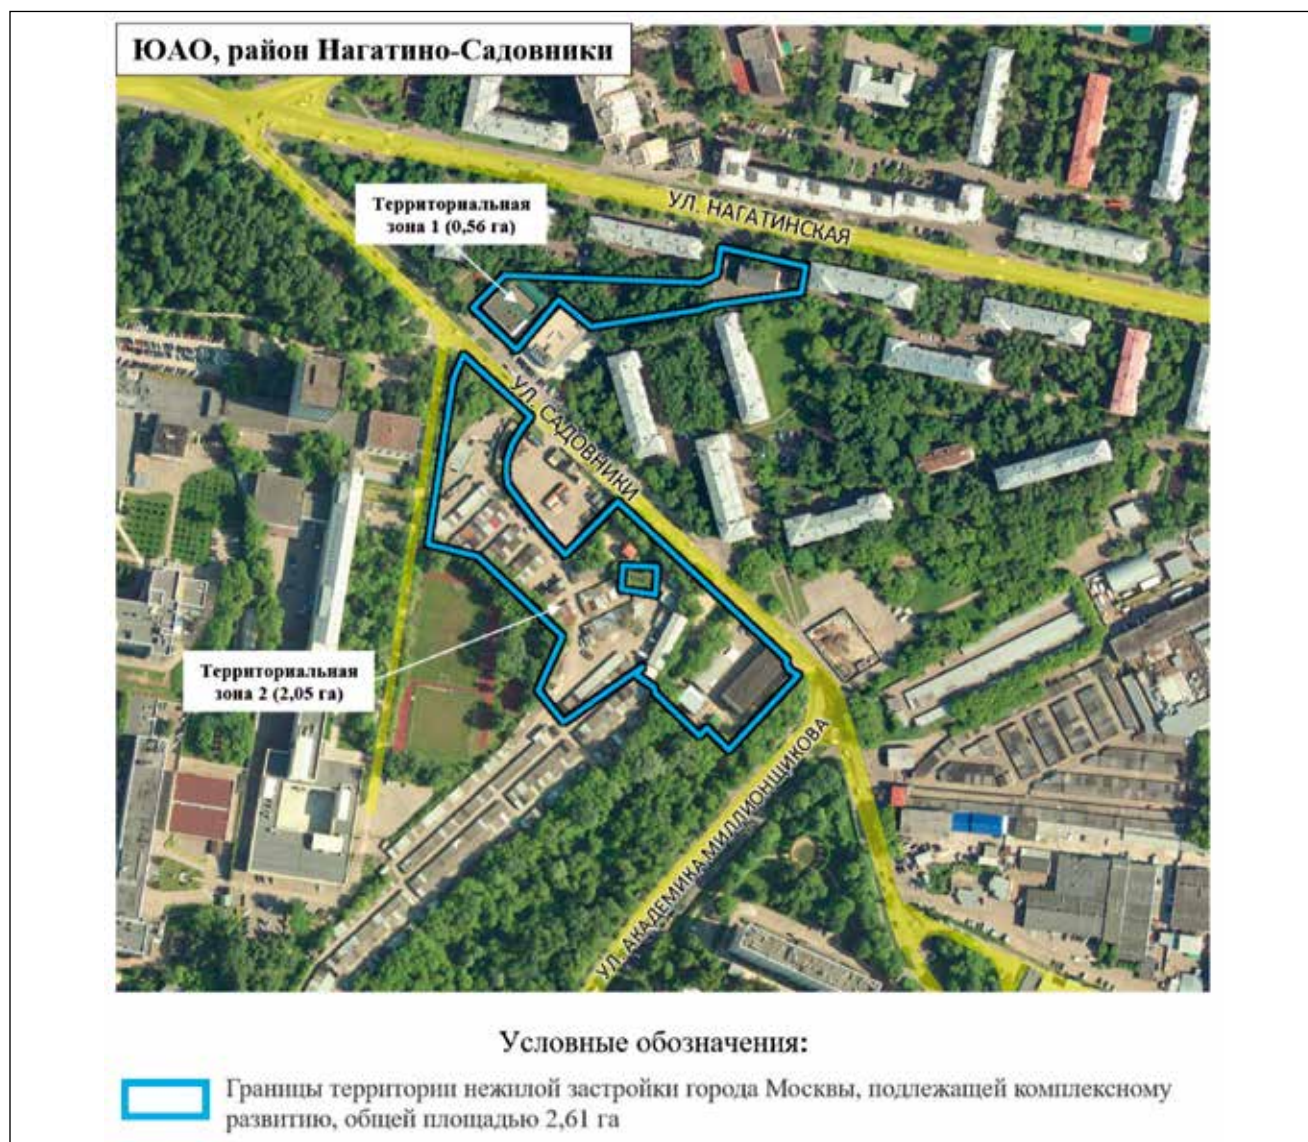 ЮАО, район Нагатино-Садовники
Территориальная
зона 1 (0,56 га)
УЛ. НАГАТИНСКАЯ
УЛ. САДОВНИКИ
Территориальная
зона 2 (2,05 га)
УЛ. АКАДЕМИКА МИЛЛИОНЩИКОВА
Условные обозначения:
Границы территории нежилой застройки города Москвы, подлежащей комплексному
развитию, общей площадью 2,61 га